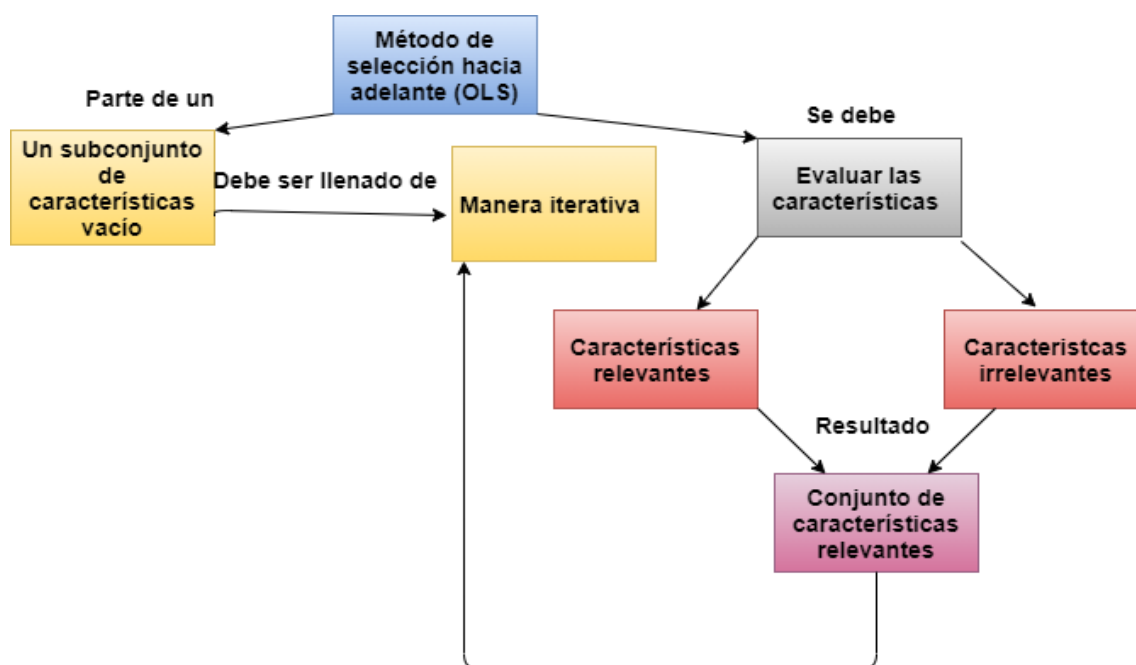 Método de
selección hacia
adelante (OLS)
Parte de un
Se debe
Un subconjunto
de
características
vacío
Debe ser llenado de
Manera iterativa
Evaluar las
características
Características
relevantes
Caracteristcas
irrelevantes
Resultado
Conjunto de
características
relevantes